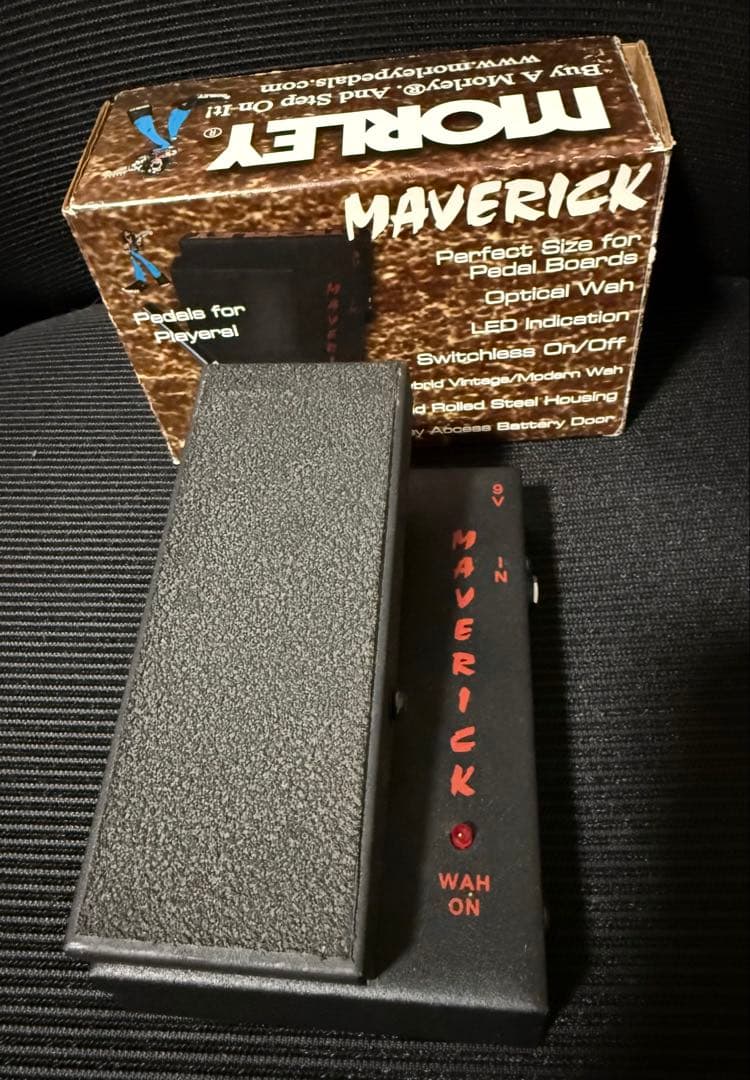 www.morleypedals.com
"Buy A Morley®. And Step On It!
MORLEY®
MAVERICK
Perfect Size for
Pedal Boards
Optical Wah
LED Indication
Switchless On/Off
Vintage/Modern Wah
Rolled Steel Housing
Access Battery Door
Pedals for
Players!
MAVER
9V
IN
MAVERICK
WAH
ON